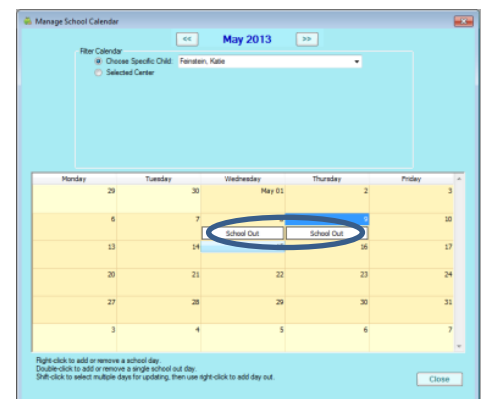 Manage School Calendar
<< May 2013 >>
Filter Calendar
Choose Specific Child: Feinstein, Katie
Selected Center
Monday Tuesday Wednesday Thursday Friday
29 30 May 01 2 3
6 7 8 9 10
School Out School Out
13 14 15 16 17
20 21 22 23 24
27 28 29 30 31
3 4 5 6 7
Right-click to add or remove a school day.
Double-click to add or remove a single school out day.
Shift-click to select multiple days for updating, then use right-click to add day out.
Close